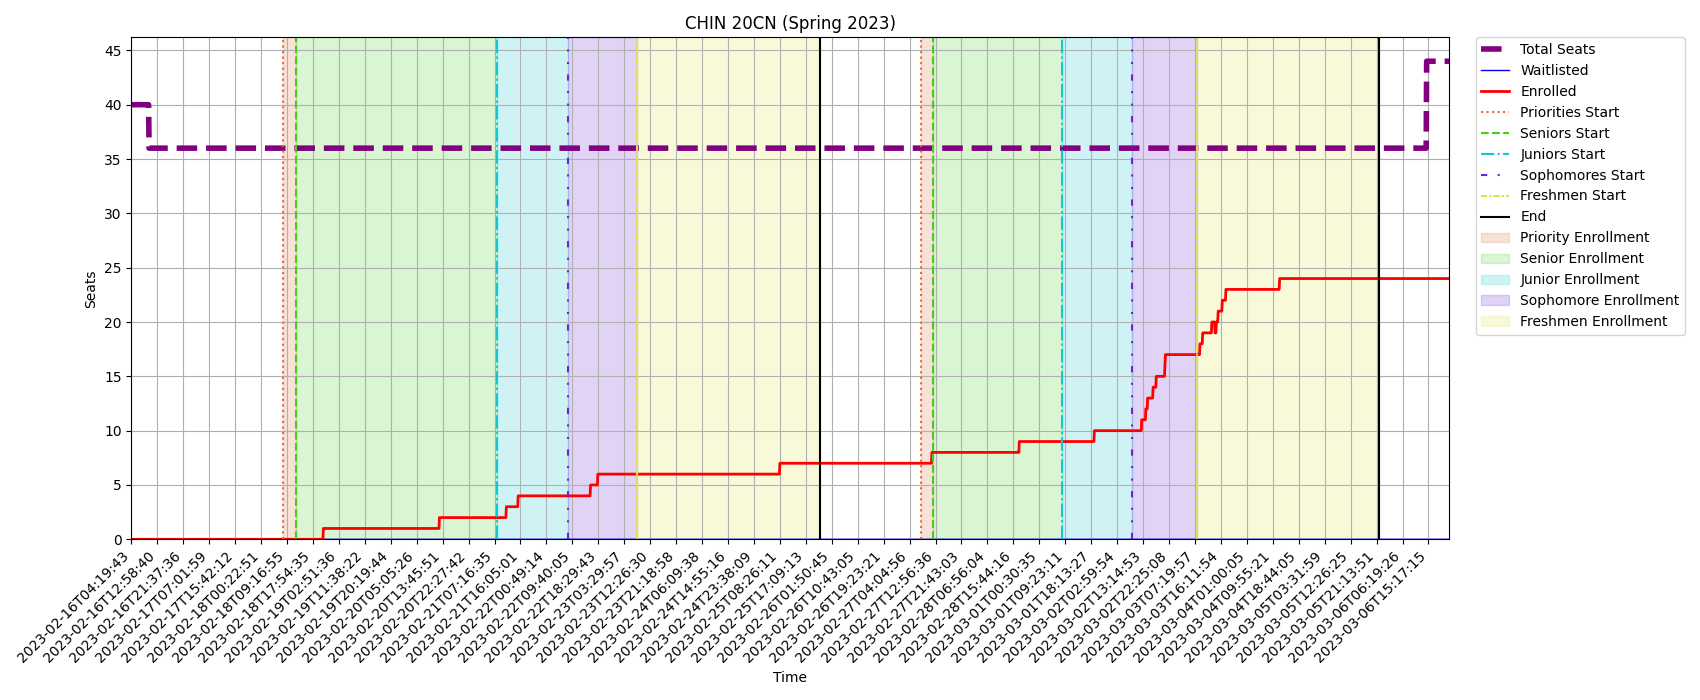 CHIN 20CN (Spring 2023)
45
40
35
30
25
20
15
10
5
0
Seats
2023-02-16T04:19:43
2023-02-16T12:58:40
2023-02-16T21:37:36
2023-02-17T07:01:59
2023-02-17T15:42:12
2023-02-18T00:22:51
2023-02-18T09:16:55
2023-02-18T17:54:35
2023-02-19T02:51:36
2023-02-19T11:38:22
2023-02-19T20:19:44
2023-02-20T05:05:26
2023-02-20T13:45:51
2023-02-20T22:27:42
2023-02-21T07:16:35
2023-02-21T16:05:01
2023-02-22T00:49:14
2023-02-22T09:40:05
2023-02-22T18:29:43
2023-02-23T03:29:57
2023-02-23T12:26:30
2023-02-23T21:18:58
2023-02-24T06:09:38
2023-02-24T14:55:16
2023-02-24T23:38:09
2023-02-25T08:26:11
2023-02-25T17:09:13
2023-02-26T01:50:45
2023-02-26T10:43:05
2023-02-26T19:23:21
2023-02-27T04:04:56
2023-02-27T12:56:36
2023-02-27T21:43:03
2023-02-28T06:56:04
2023-02-28T15:44:16
2023-03-01T00:30:35
2023-03-01T09:23:11
2023-03-01T18:13:27
2023-03-02T02:59:54
2023-03-02T13:14:53
2023-03-02T22:25:08
2023-03-03T07:19:57
2023-03-03T16:11:54
2023-03-04T01:00:05
2023-03-04T09:55:21
2023-03-04T18:44:05
2023-03-05T03:31:59
2023-03-05T12:26:25
2023-03-05T21:13:51
2023-03-06T06:19:26
2023-03-06T15:17:15
Time
Total Seats
Waitlisted
Enrolled
Priorities Start
Seniors Start
Juniors Start
Sophomores Start
Freshmen Start
End
Priority Enrollment
Senior Enrollment
Junior Enrollment
Sophomore Enrollment
Freshmen Enrollment